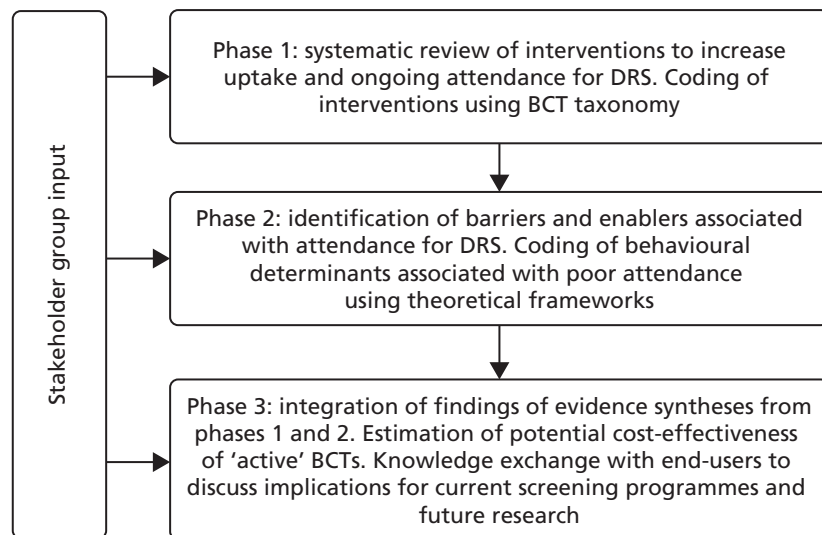 Stakeholder group input
Phase 1: systematic review of interventions to increase
uptake and ongoing attendance for DRS. Coding of
interventions using BCT taxonomy
Phase 2: identification of barriers and enablers associated
with attendance for DRS. Coding of behavioural
determinants associated with poor attendance
using theoretical frameworks
Phase 3: integration of findings of evidence syntheses from
phases 1 and 2. Estimation of potential cost-effectiveness
of ‘active’ BCTs. Knowledge exchange with end-users to
discuss implications for current screening programmes and
future research